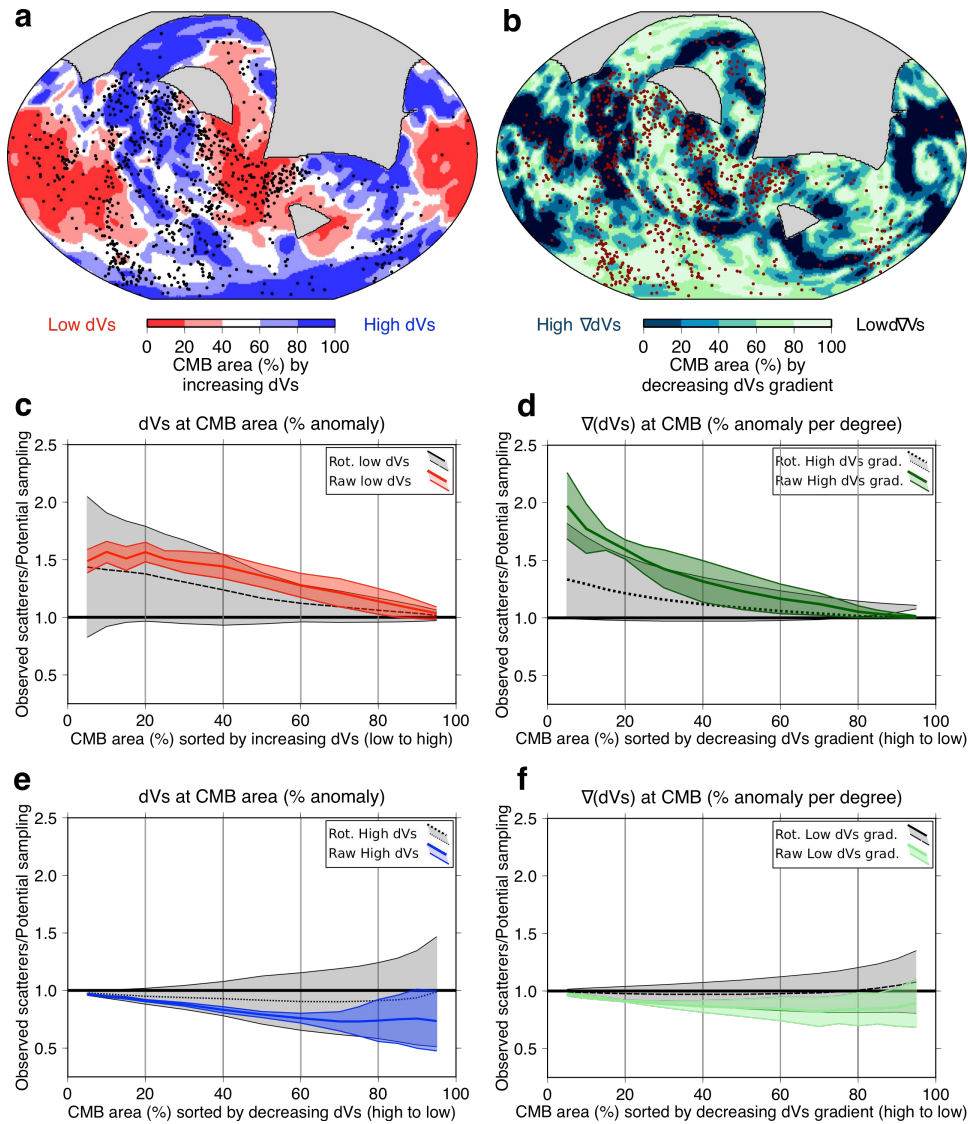 a
b
Low dVs
High dVs
0 20 40 60 80 100
CMB area (%) by
increasing dVs
High ∇dVs
Lowd∇Vs
0 20 40 60 80 100
CMB area (%) by
decreasing dVs gradient
c
dVs at CMB area (% anomaly)
Observed scatterers/Potential sampling
2.5
2.0
1.5
1.0
0.5
Rot. low dVs
Raw low dVs
0 20 40 60 80 100
CMB area (%) sorted by increasing dVs (low to high)
d
∇(dVs) at CMB (% anomaly per degree)
Observed scatterers/Potential sampling
2.5
2.0
1.5
1.0
0.5
Rot. High dVs grad.
Raw High dVs grad.
0 20 40 60 80 100
CMB area (%) sorted by decreasing dVs gradient (high to low)
e
dVs at CMB area (% anomaly)
Observed scatterers/Potential sampling
2.5
2.0
1.5
1.0
0.5
Rot. High dVs
Raw High dVs
0 20 40 60 80 100
CMB area (%) sorted by decreasing dVs (high to low)
f
∇(dVs) at CMB (% anomaly per degree)
Observed scatterers/Potential sampling
2.5
2.0
1.5
1.0
0.5
Rot. Low dVs grad.
Raw Low dVs grad.
0 20 40 60 80 100
CMB area (%) sorted by decreasing dVs gradient (high to low)